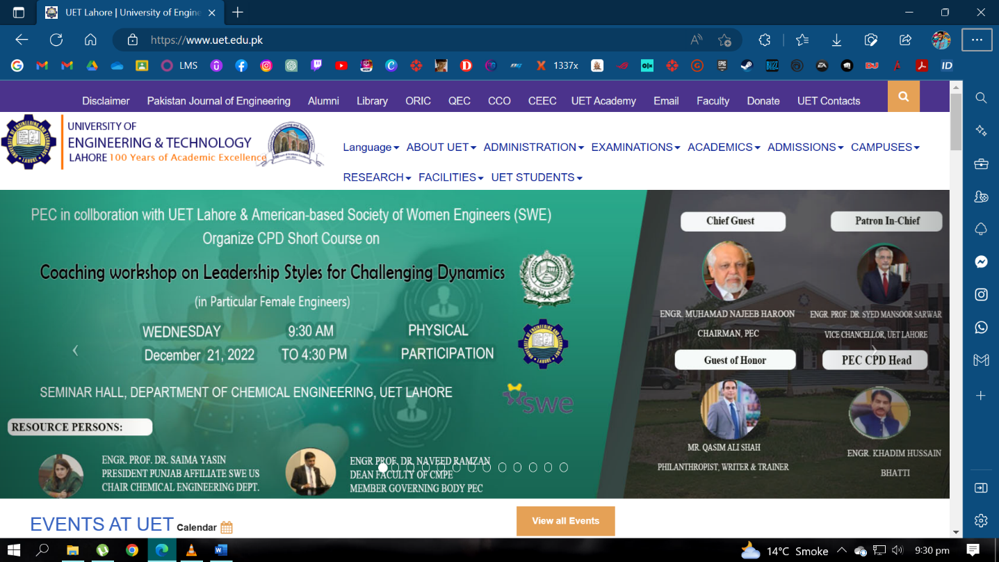 UET Lahore | University of Engine
https://www.uet.edu.pk
LMS
1337x
Disclaimer Pakistan Journal of Engineering Alumni Library ORIC QEC CCO CEEC UET Academy Email Faculty Donate UET Contacts
UNIVERSITY OF
ENGINEERING & TECHNOLOGY
LAHORE 100 Years of Academic Excellence
Language ABOUT UET ADMINISTRATION EXAMINATIONS ACADEMICS ADMISSIONS CAMPUSES
RESEARCH FACILITIES UET STUDENTS
PEC in collboration with UET Lahore & American-based Society of Women Engineers (SWE)
Organize CPD Short Course on
Coaching workshop on Leadership Styles for Challenging Dynamics
(in Particular Female Engineers)
WEDNESDAY 9:30 AM PHYSICAL
December 21, 2022 TO 4:30 PM PARTICIPATION
SEMINAR HALL, DEPARTMENT OF CHEMICAL ENGINEERING, UET LAHORE
swe
RESOURCE PERSONS:
ENGR. PROF. DR. SAIMA YASIN
PRESIDENT PUNJAB AFFILIATE SWE US
CHAIR CHEMICAL ENGINEERING DEPT.
ENGR PROF. DR. NAVEED RAMZAN
DEAN FACULTY OF CMPE
MEMBER GOVERNING BODY PEC
Chief Guest
ENGR. MUHAMAD NAJEEB HAROON
CHAIRMAN, PEC
Patron In-Chief
ENGR. PROF. DR. SYED MANSOOR SARWAR
VICE CHANCELLOR, UET LAHORE
Guest of Honor
MR. QASIM ALI SHAH
PHILANTHROPIST, WRITER & TRAINER
PEC CPD Head
ENGR. KHADIM HUSSAIN
BHATTI
EVENTS AT UET Calendar
View all Events
14°C Smoke
9:30 pm